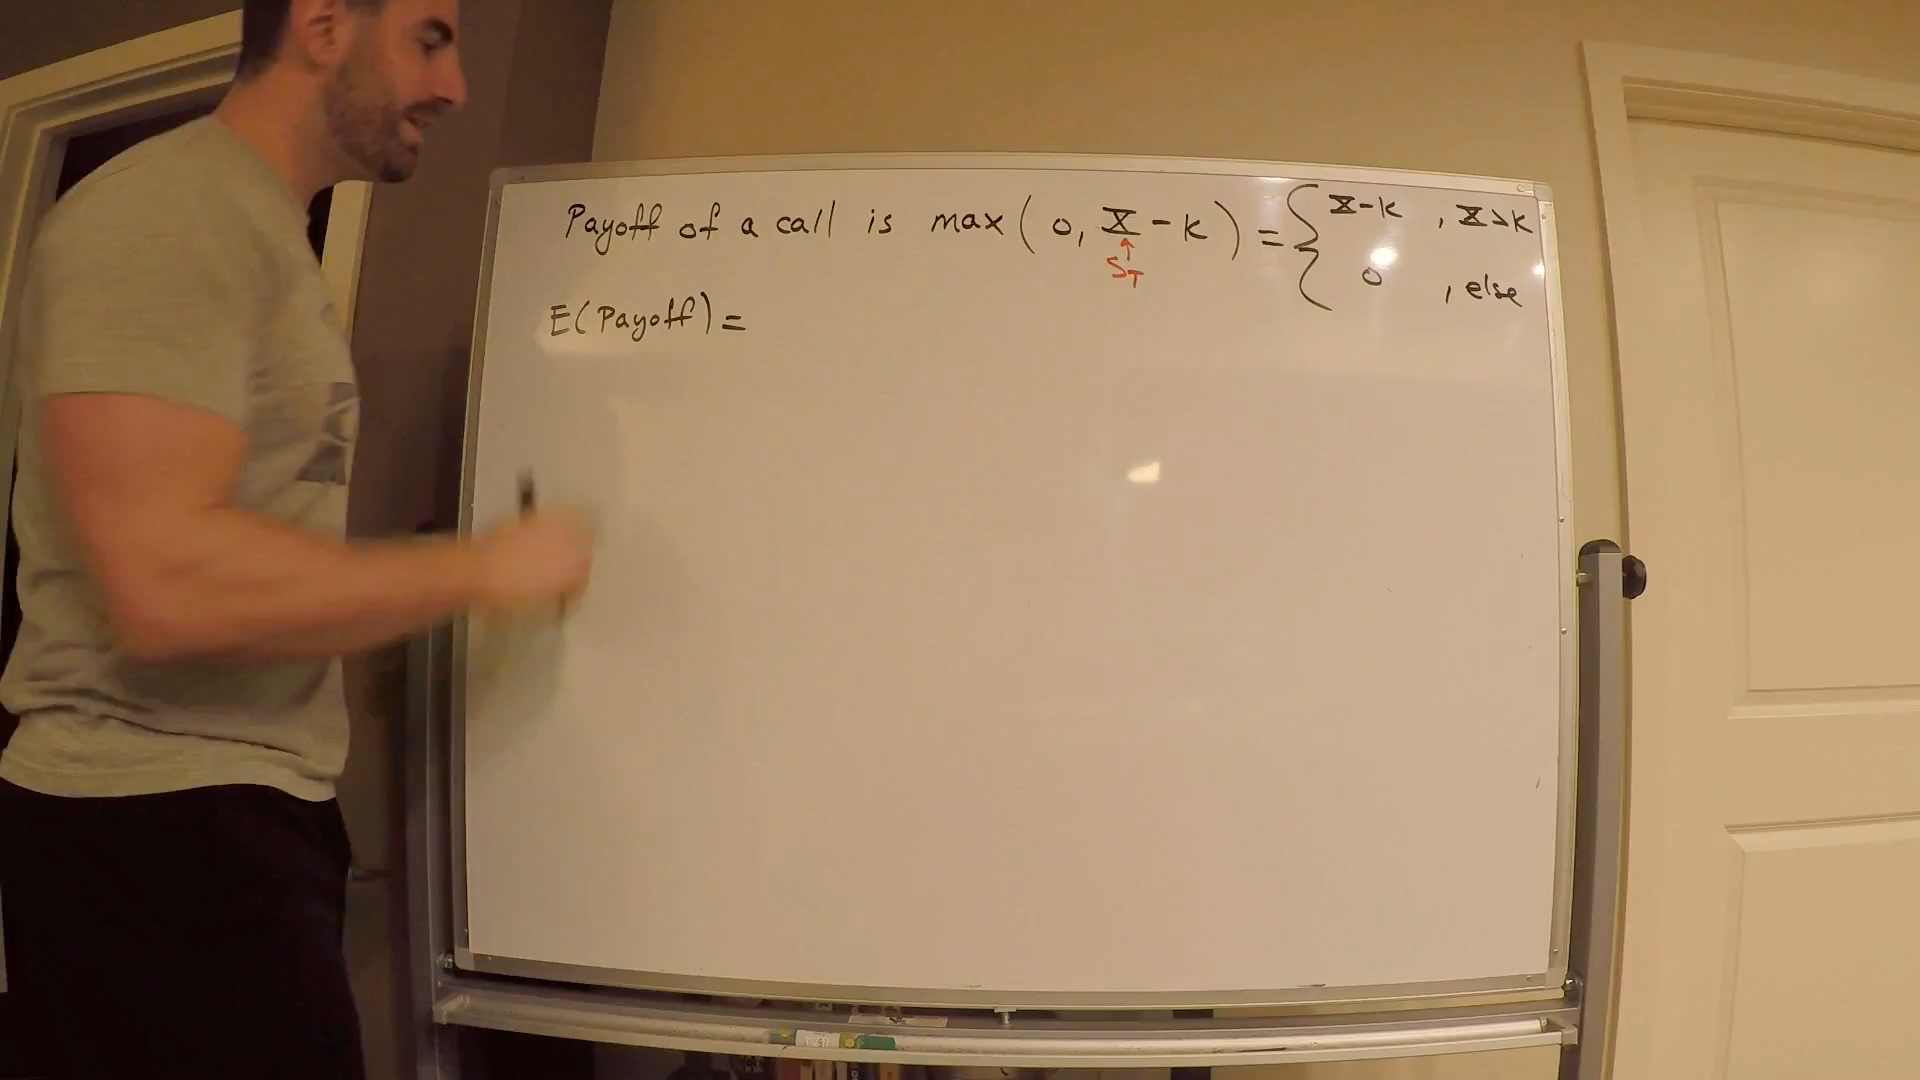 Payoff of a call is max( 0, X - K ) = { X-K , X>K
0 , else
↑
S_T
E(Payoff) =